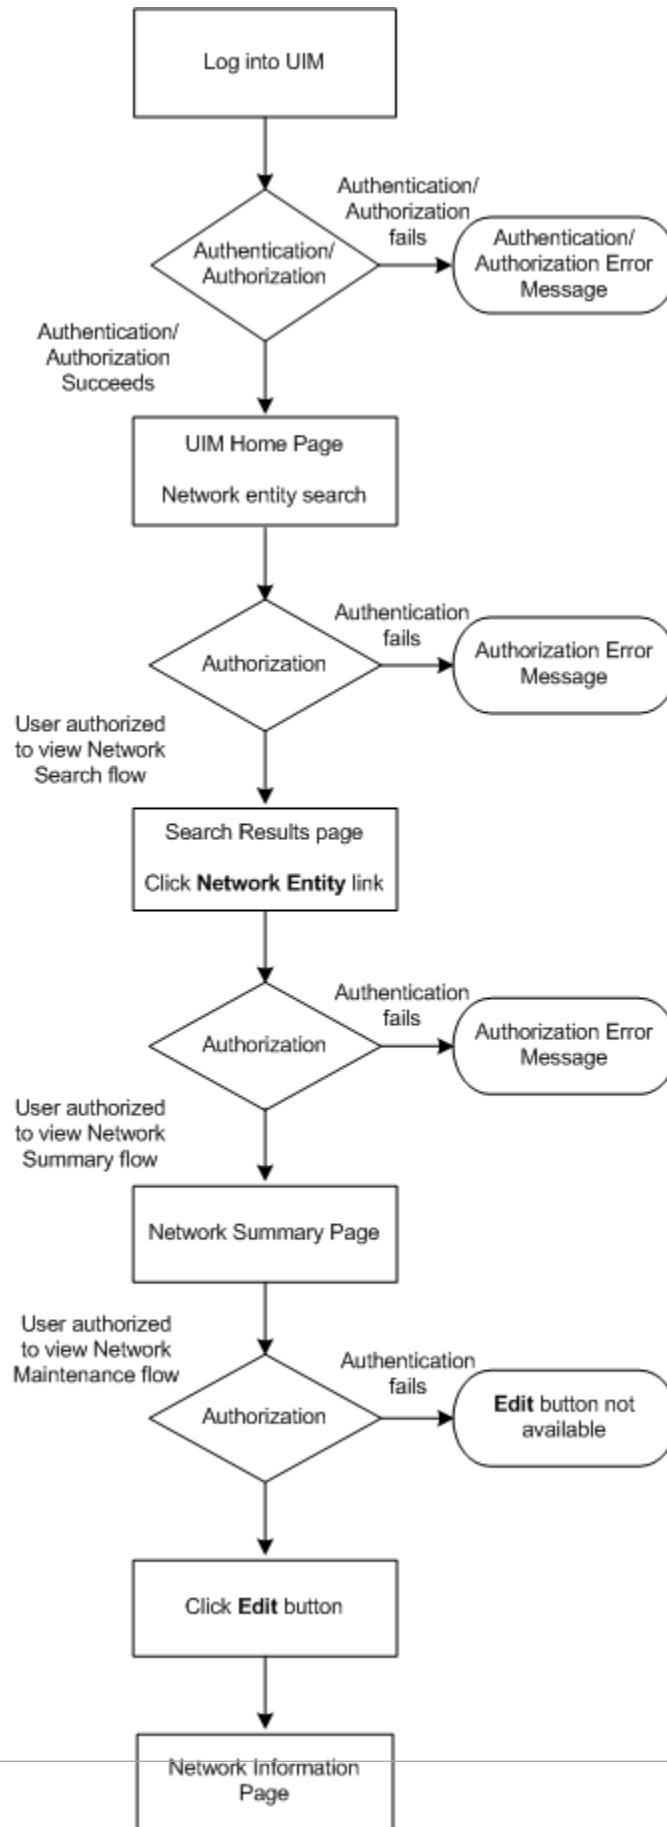 Log into UIM
Authentication/
Authorization
fails
Authentication/
Authorization
Authentication/
Authorization Error
Message
Authentication/
Authorization
Succeeds
UIM Home Page
Network entity search
Authentication
fails
Authorization
Authorization Error
Message
User authorized
to view Network
Search flow
Search Results page
Click Network Entity link
Authentication
fails
Authorization
Authorization Error
Message
User authorized
to view Network
Summary flow
Network Summary Page
User authorized
to view Network
Maintenance flow
Authentication
fails
Authorization
Edit button not
available
Click Edit button
Network Information
Page